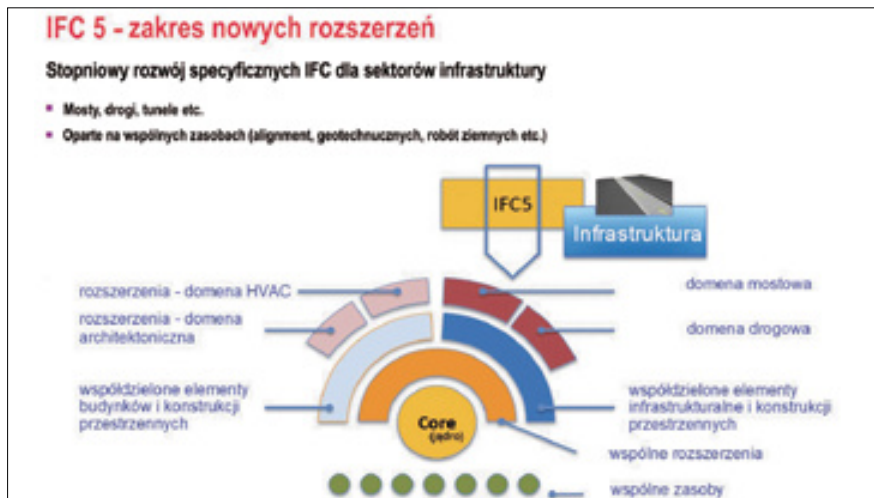 IFC 5 - zakres nowych rozszerzeń
Stopniowy rozwój specyficznych IFC dla sektorów infrastruktury
▪ Mosty, drogi, tunele etc.
▪ Oparte na wspólnych zasobach (alignment, geotechnucznych, robót ziemnych etc.)
IFC5
Infrastruktura
rozszerzenia - domena HVAC
rozszerzenia - domena
architektoniczna
współdzielone elementy
budynków i konstrukcji
przestrzennych
domena mostowa
domena drogowa
współdzielone elementy
infrastrukturalne i konstrukcji
przestrzennych
Core
(jądro)
wspólne rozszerzenia
wspólne zasoby